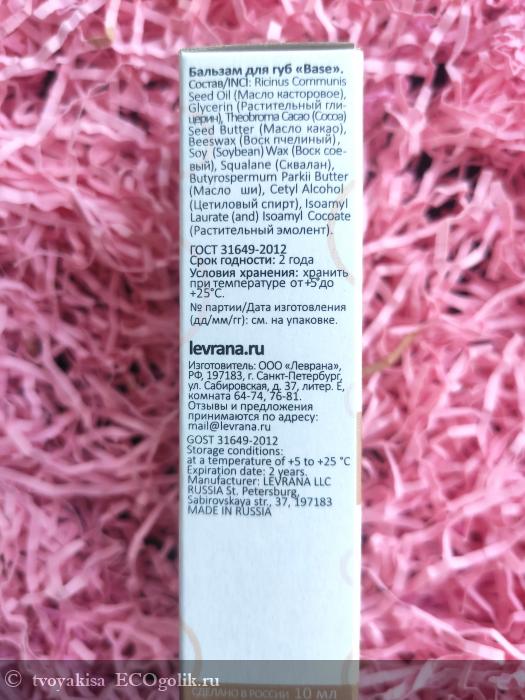 Бальзам для губ «Base».
Состав/INCI: Ricinus Communis
Seed Oil (Масло касторовое),
Glycerin (Растительный гли-
церин), Theobroma Cacao (Cocoa)
Seed Butter (Масло какао),
Beeswax (Воск пчелиный),
Soy (Soybean) Wax (Воск сое-
вый), Squalane (Сквалан),
Butyrospermum Parkii Butter
(Масло ши), Cetyl Alcohol
(Цетиловый спирт), Isoamyl
Laurate (and) Isoamyl Cocoate
(Растительный эмолент).
ГОСТ 31649-2012
Срок годности: 2 года
Условия хранения: хранить
при температуре от +5°до
+25°С.
№ партии/Дата изготовления
(дд/мм/гг): см. на упаковке.
levrana.ru
Изготовитель: ООО «Леврана»,
РФ, 197183, г. Санкт-Петербург,
ул. Сабировская, д. 37, литер. Е,
комната 64-74, 76-81.
Отзывы и предложения
принимаются по адресу:
mail@levrana.ru
GOST 31649-2012
Storage conditions:
at a temperature of +5 to +25 °C
Expiration date: 2 years.
Manufacturer: LEVRANA LLC
RUSSIA St. Petersburg,
Sabirovskaya str., 37, 197183
MADE IN RUSSIA
СДЕЛАНО В РОССИИ 10 мл
© tvoyakisa ECOgolik.ru